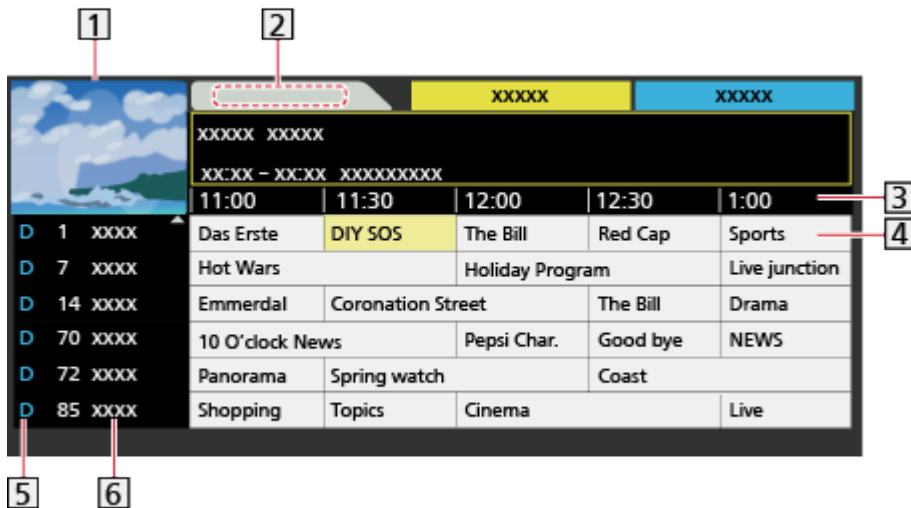 1 2
xxxxx xxxxx
xxxxx xxxxx
xx:xx – xx:xx xxxxxxxxx
11:00 11:30 12:00 12:30 1:00 3
D 1 xxxx Das Erste DIY SOS The Bill Red Cap Sports 4
D 7 xxxx Hot Wars Holiday Program Live junction
D 14 xxxx Emmerdal Coronation Street The Bill Drama
D 70 xxxx 10 O'clock News Pepsi Char. Good bye NEWS
D 72 xxxx Panorama Spring watch Coast
D 85 xxxx Shopping Topics Cinema Live
5 6